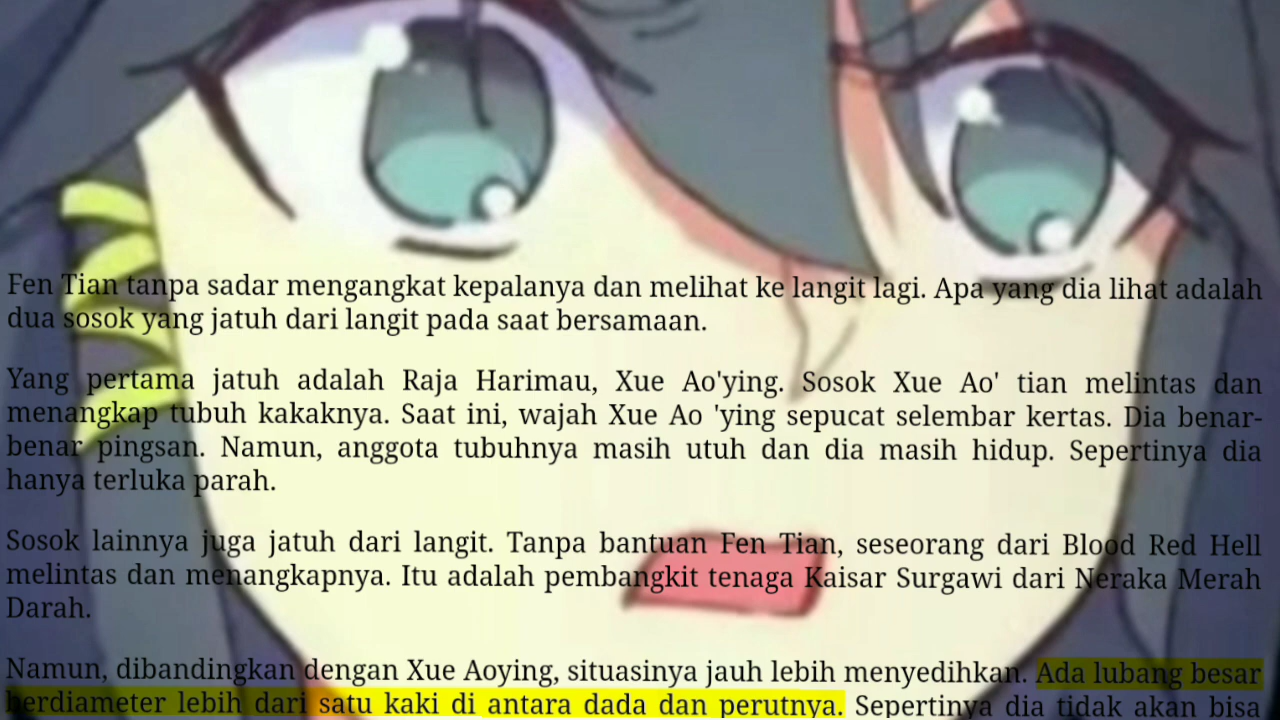 Fen Tian tanpa sadar mengangkat kepalanya dan melihat ke langit lagi. Apa yang dia lihat adalah
dua sosok yang jatuh dari langit pada saat bersamaan.
Yang pertama jatuh adalah Raja Harimau, Xue Ao'ying. Sosok Xue Ao' tian melintas dan
menangkap tubuh kakaknya. Saat ini, wajah Xue Ao 'ying sepucat selembar kertas. Dia benar-
benar pingsan. Namun, anggota tubuhnya masih utuh dan dia masih hidup. Sepertinya dia
hanya terluka parah.
Sosok lainnya juga jatuh dari langit. Tanpa bantuan Fen Tian, seseorang dari Blood Red Hell
melintas dan menangkapnya. Itu adalah pembangkit tenaga Kaisar Surgawi dari Neraka Merah
Darah.
Namun, dibandingkan dengan Xue Aoying, situasinya jauh lebih menyedihkan. Ada lubang besar
berdiameter lebih dari satu kaki di antara dada dan perutnya. Sepertinya dia tidak akan bisa